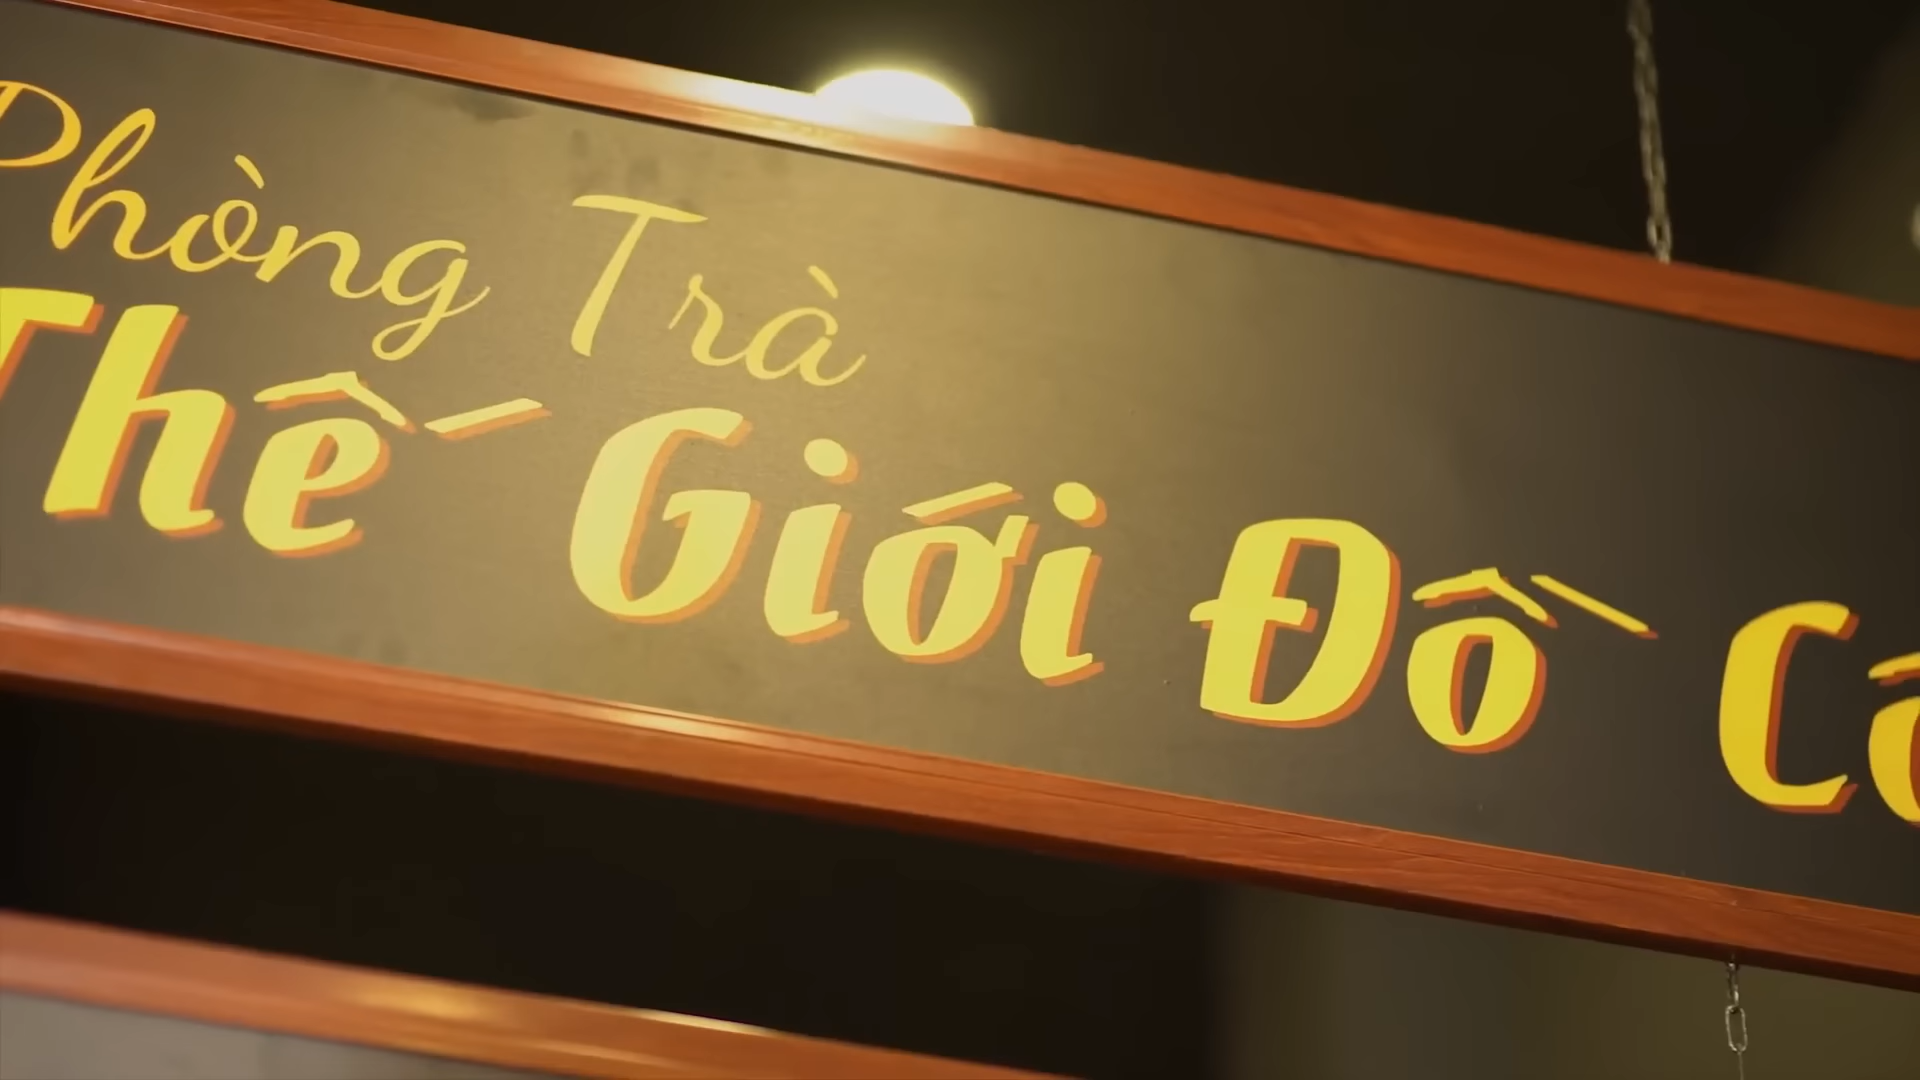 Phòng Trà
Thế Giới Đồ